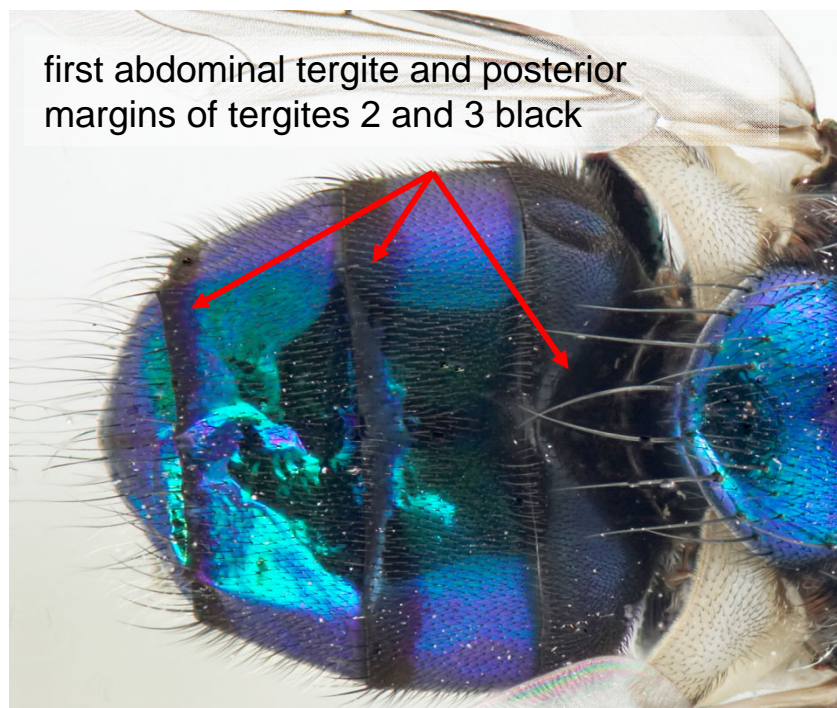 first abdominal tergite and posterior
margins of tergites 2 and 3 black